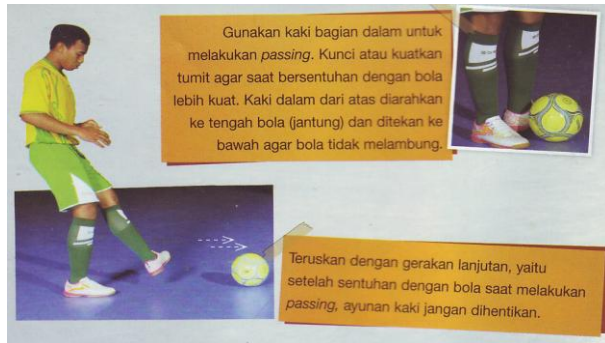 Gunakan kaki bagian dalam untuk
melakukan passing. Kunci atau kuatkan
tumit agar saat bersentuhan dengan bola
lebih kuat. Kaki dalam dari atas diarahkan
ke tengah bola (jantung) dan ditekan ke
bawah agar bola tidak melambung.
Teruskan dengan gerakan lanjutan, yaitu
setelah sentuhan dengan bola saat melakukan
passing, ayunan kaki jangan dihentikan.